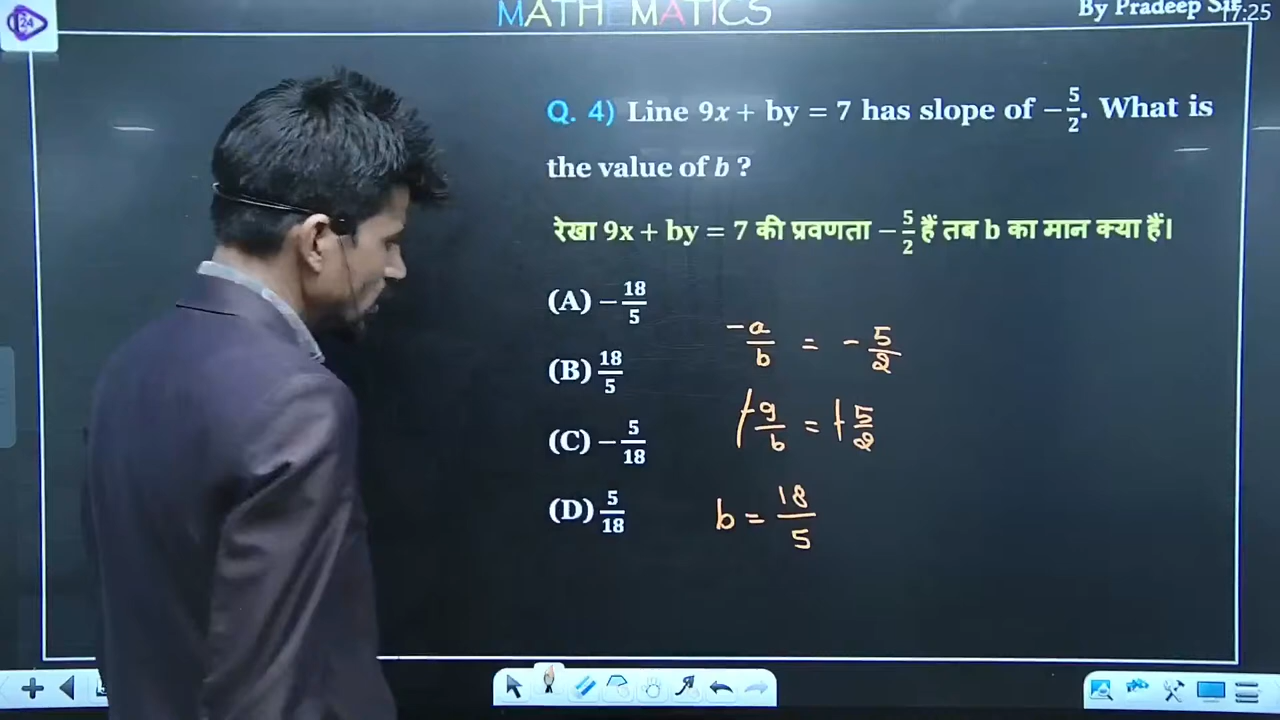 24
MATHEMATICS
By Pradeep Sir
17:25
Q. 4) Line 9x + by = 7 has slope of −5/2. What is
the value of b ?
रेखा 9x + by = 7 की प्रवणता −5/2 हैं तब b का मान क्या हैं।
(A) −18/5
(B) 18/5
(C) −5/18
(D) 5/18
-a/b = -5/2
-9/b = -5/2
b = 18/5